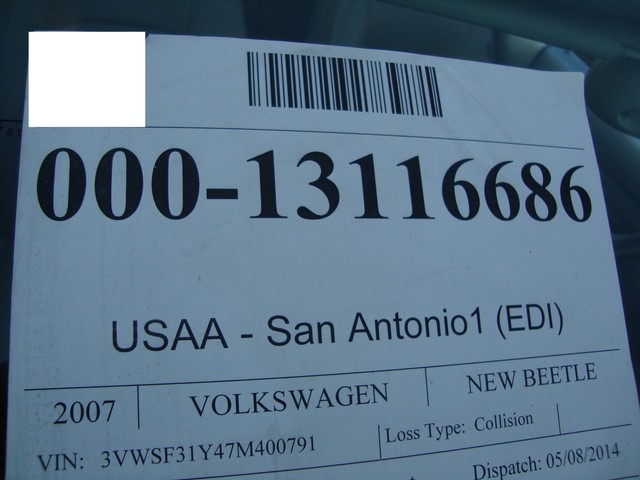 000-13116686
USAA - San Antonio1 (EDI)
2007 VOLKSWAGEN NEW BEETLE
VIN: 3VWSF31Y47M400791 Loss Type: Collision
Dispatch: 05/08/2014